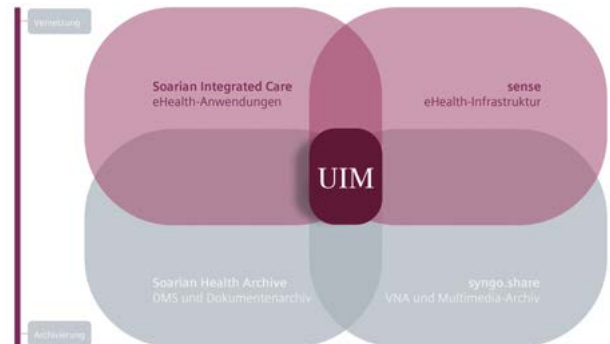 Vernetzung
Soarian Integrated Care
eHealth-Anwendungen
sense
eHealth-Infrastruktur
UIM
Soarian Health Archive
DMS und Dokumentenarchiv
syngo.share
VNA und Multimedia-Archiv
Archivierung